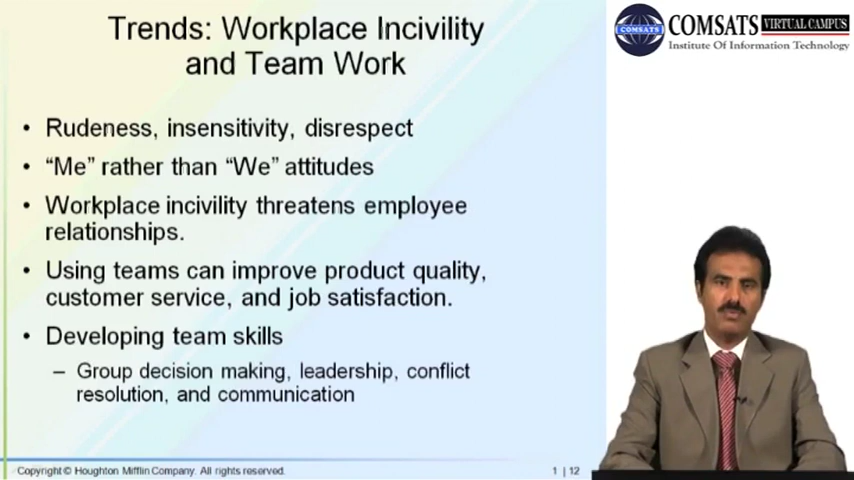 Trends: Workplace Incivility
and Team Work
• Rudeness, insensitivity, disrespect
• “Me” rather than “We” attitudes
• Workplace incivility threatens employee
relationships.
• Using teams can improve product quality,
customer service, and job satisfaction.
• Developing team skills
– Group decision making, leadership, conflict
resolution, and communication
Copyright © Houghton Mifflin Company. All rights reserved.
1 | 12
COMSATS
COMSATS VIRTUAL CAMPUS
Institute Of Information Technology